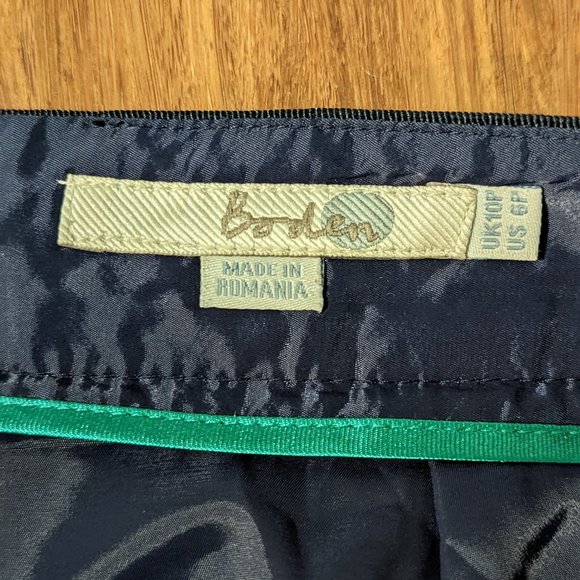 Boden
MADE IN
ROMANIA
UK10P
US 6P